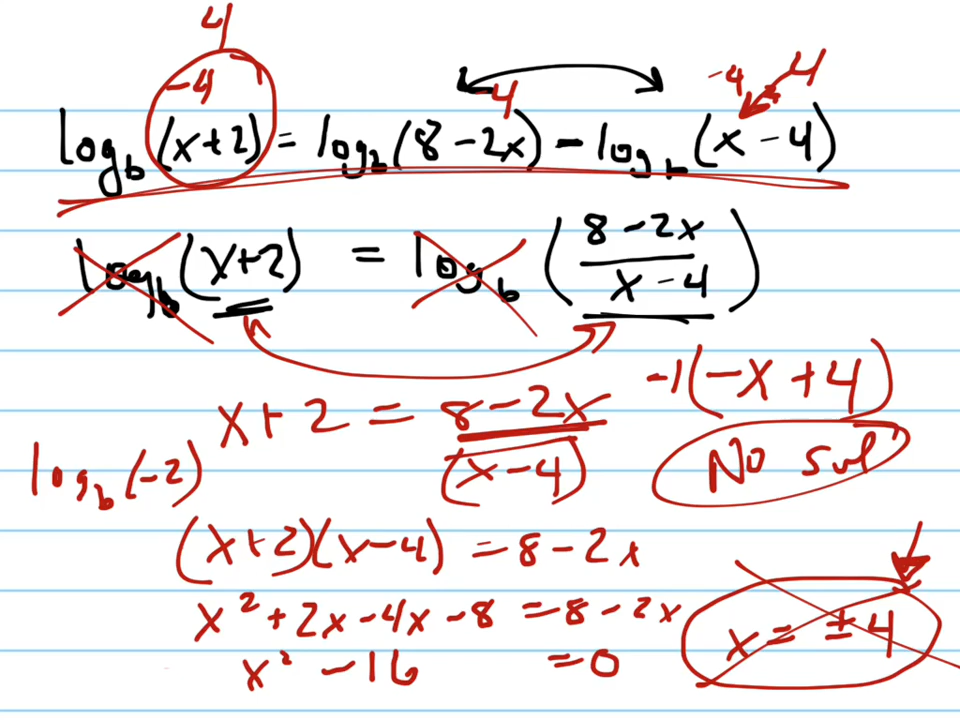 4
-4 -4 -4 4
log_b (x+2) = log_b (8 - 2x) - log_b (x - 4)
log_b (x+2) = log_b ( (8 - 2x) / (x - 4) )
-1(-x + 4)
x + 2 = (8 - 2x) / (x - 4)
log_b (-2)
No sol
(x+2)(x-4) = 8 - 2x
x² + 2x - 4x - 8 = 8 - 2x
x = ± 4
x² - 16 = 0